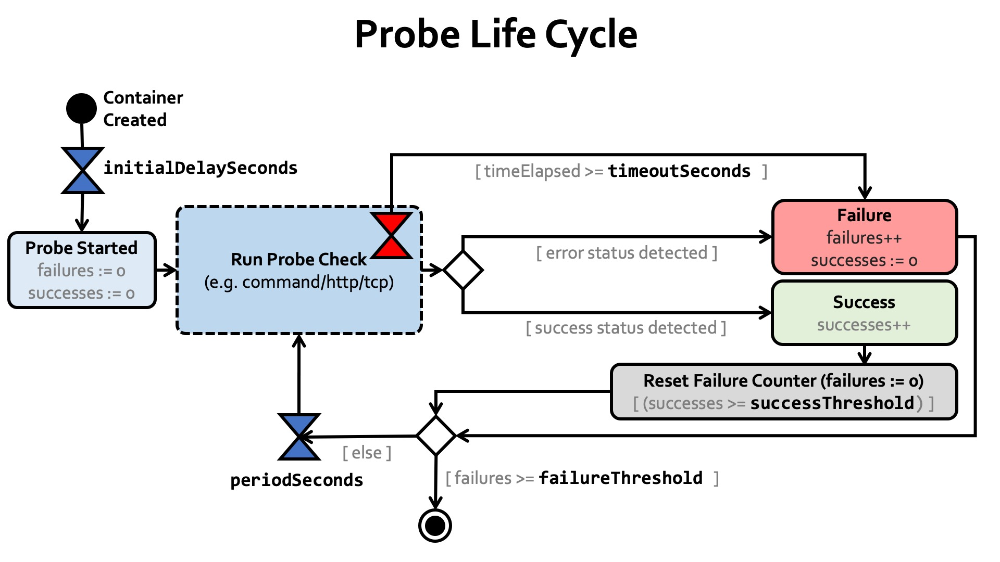 Probe Life Cycle
Container
Created
initialDelaySeconds
[ timeElapsed >= timeoutSeconds ]
Probe Started
failures := 0
successes := 0
Run Probe Check
(e.g. command/http/tcp)
[ error status detected ]
Failure
failures++
successes := 0
[ success status detected ]
Success
successes++
Reset Failure Counter (failures := 0)
[ (successes >= successThreshold) ]
[ else ]
periodSeconds
[ failures >= failureThreshold ]